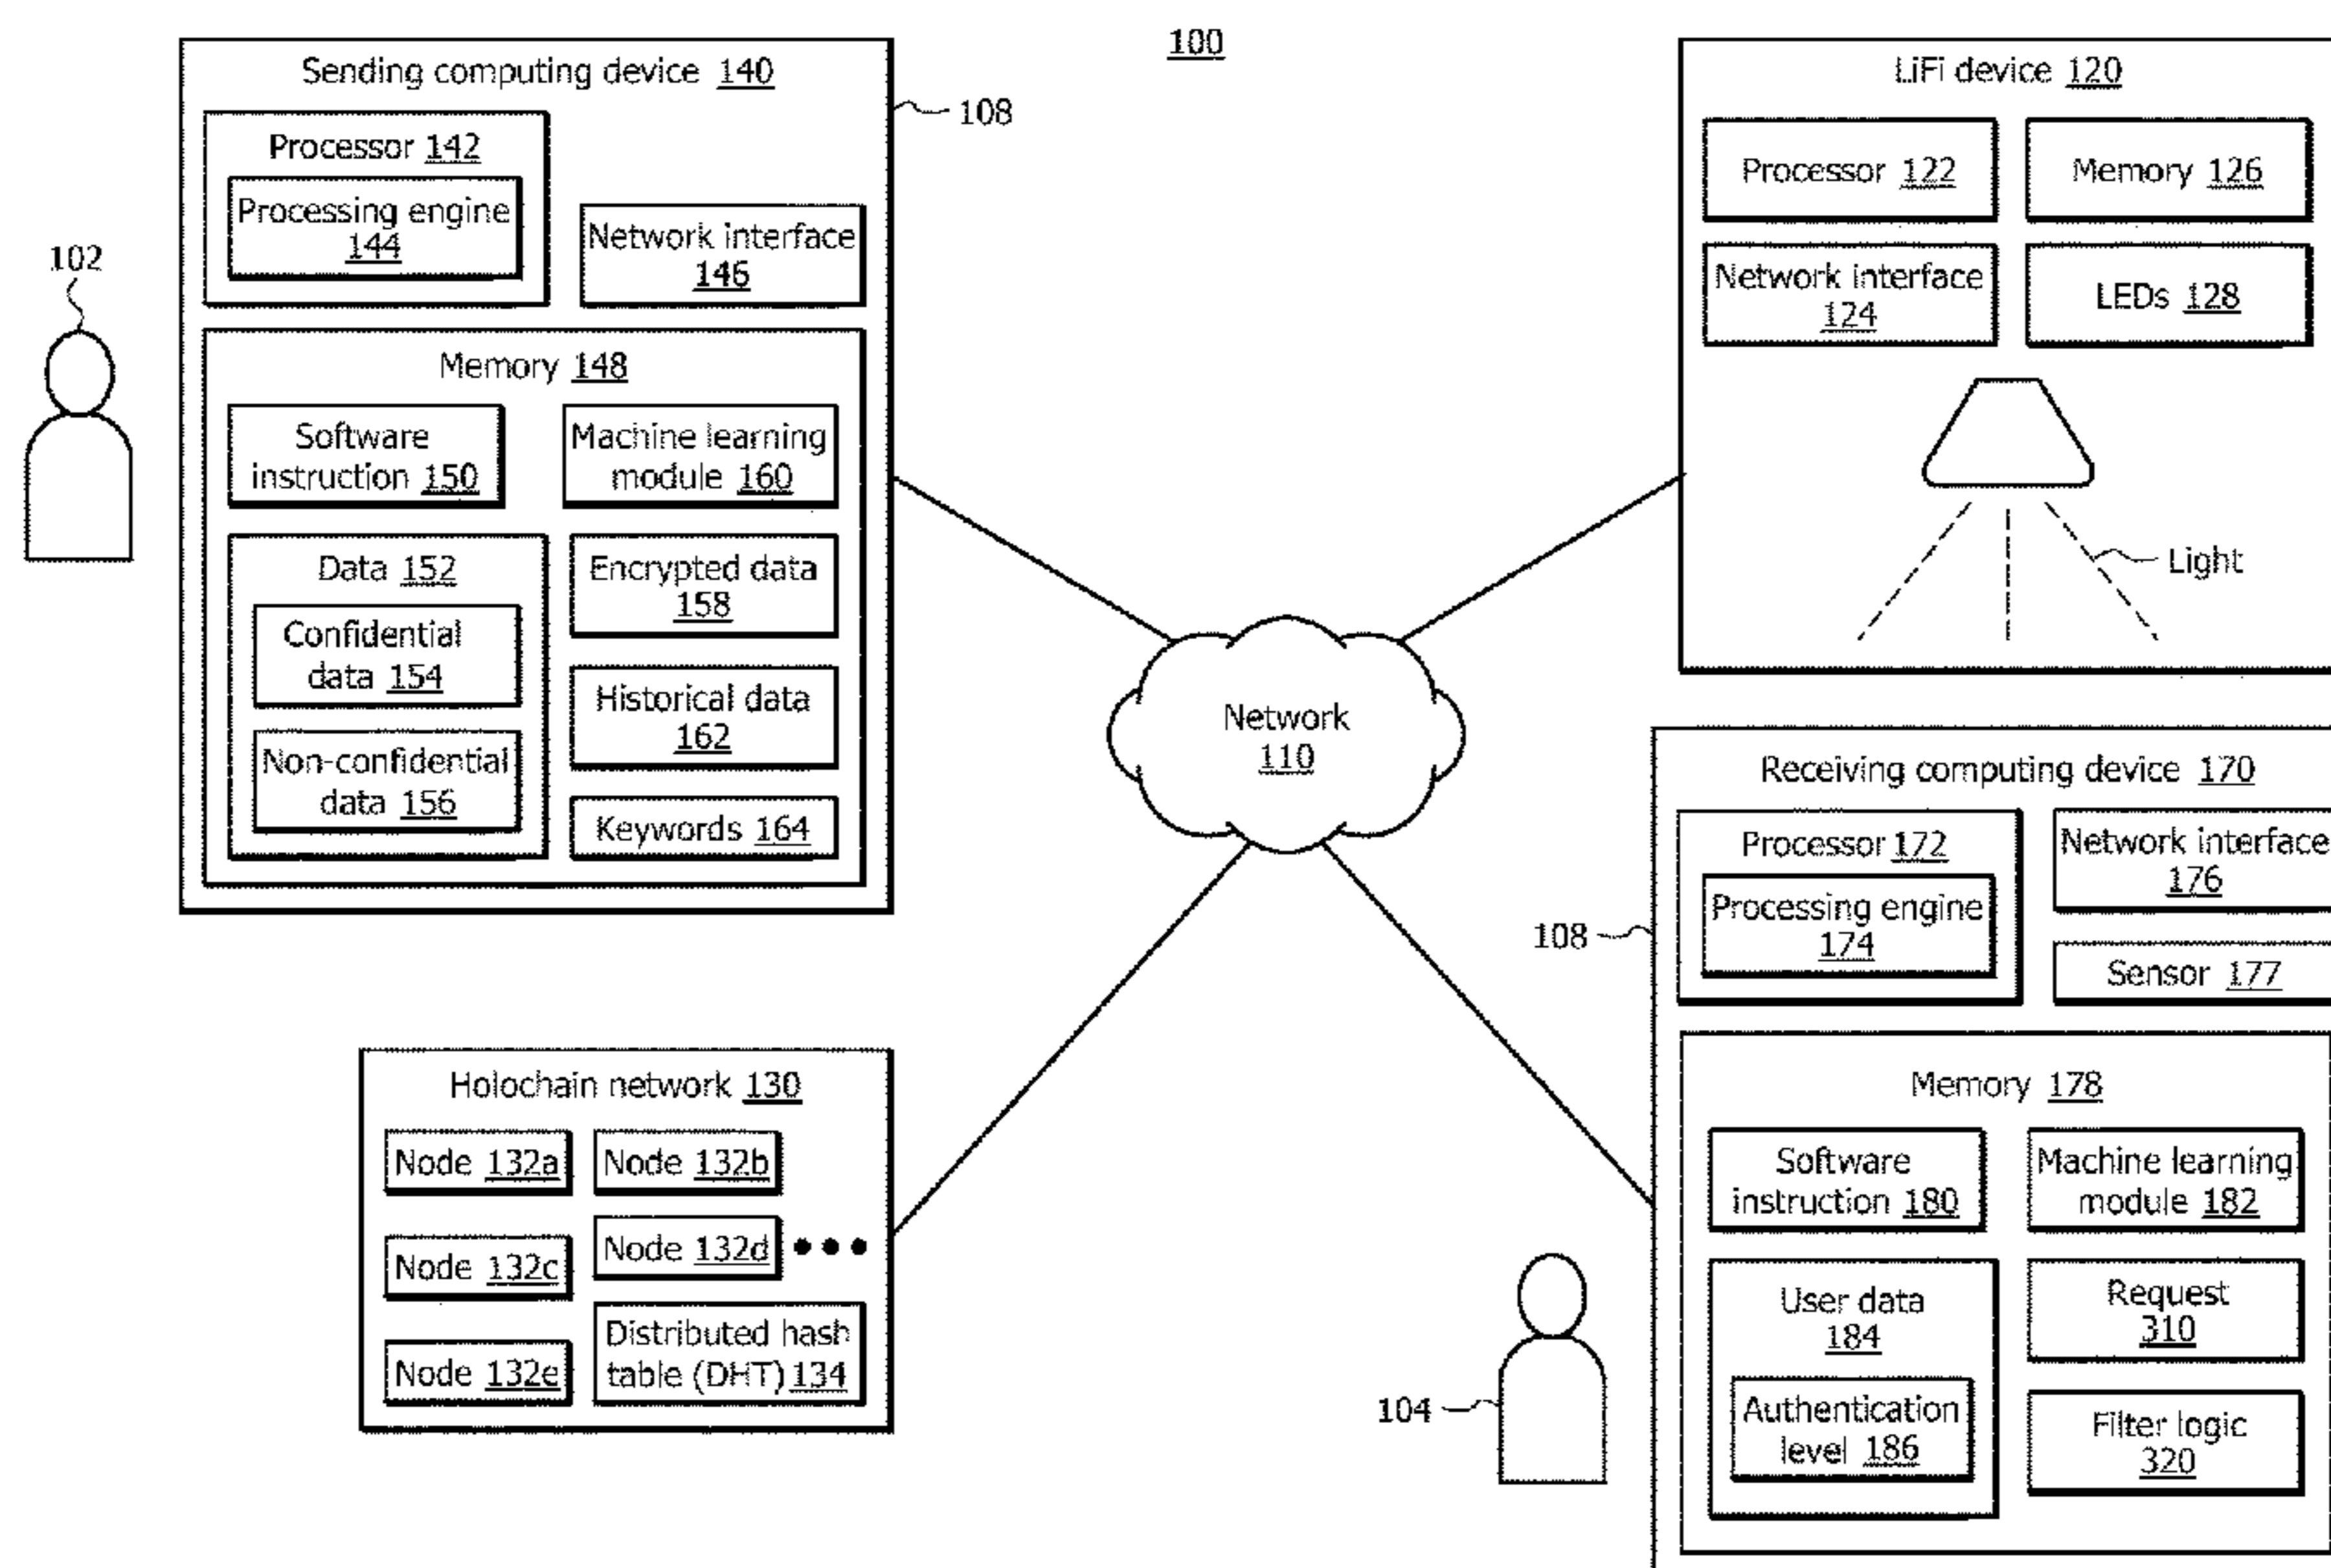 100
Sending computing device 140
108
Processor 142
Processing engine
144
Network interface
146
102
Memory 148
Software
instruction 150
Machine learning
module 160
Data 152
Confidential
data 154
Non-confidential
data 156
Encrypted data
158
Historical data
162
Keywords 164
LiFi device 120
Processor 122
Memory 126
Network interface
124
LEDs 128
Light
Network
110
Holochain network 130
Node 132a
Node 132b
Node 132c
Node 132d
Node 132e
Distributed hash
table (DHT) 134
Receiving computing device 170
108
Processor 172
Processing engine
174
Network interface
176
Sensor 177
Memory 178
Software
instruction 180
Machine learning
module 182
User data
184
Authentication
level 186
Request
310
Filter logic
320
104